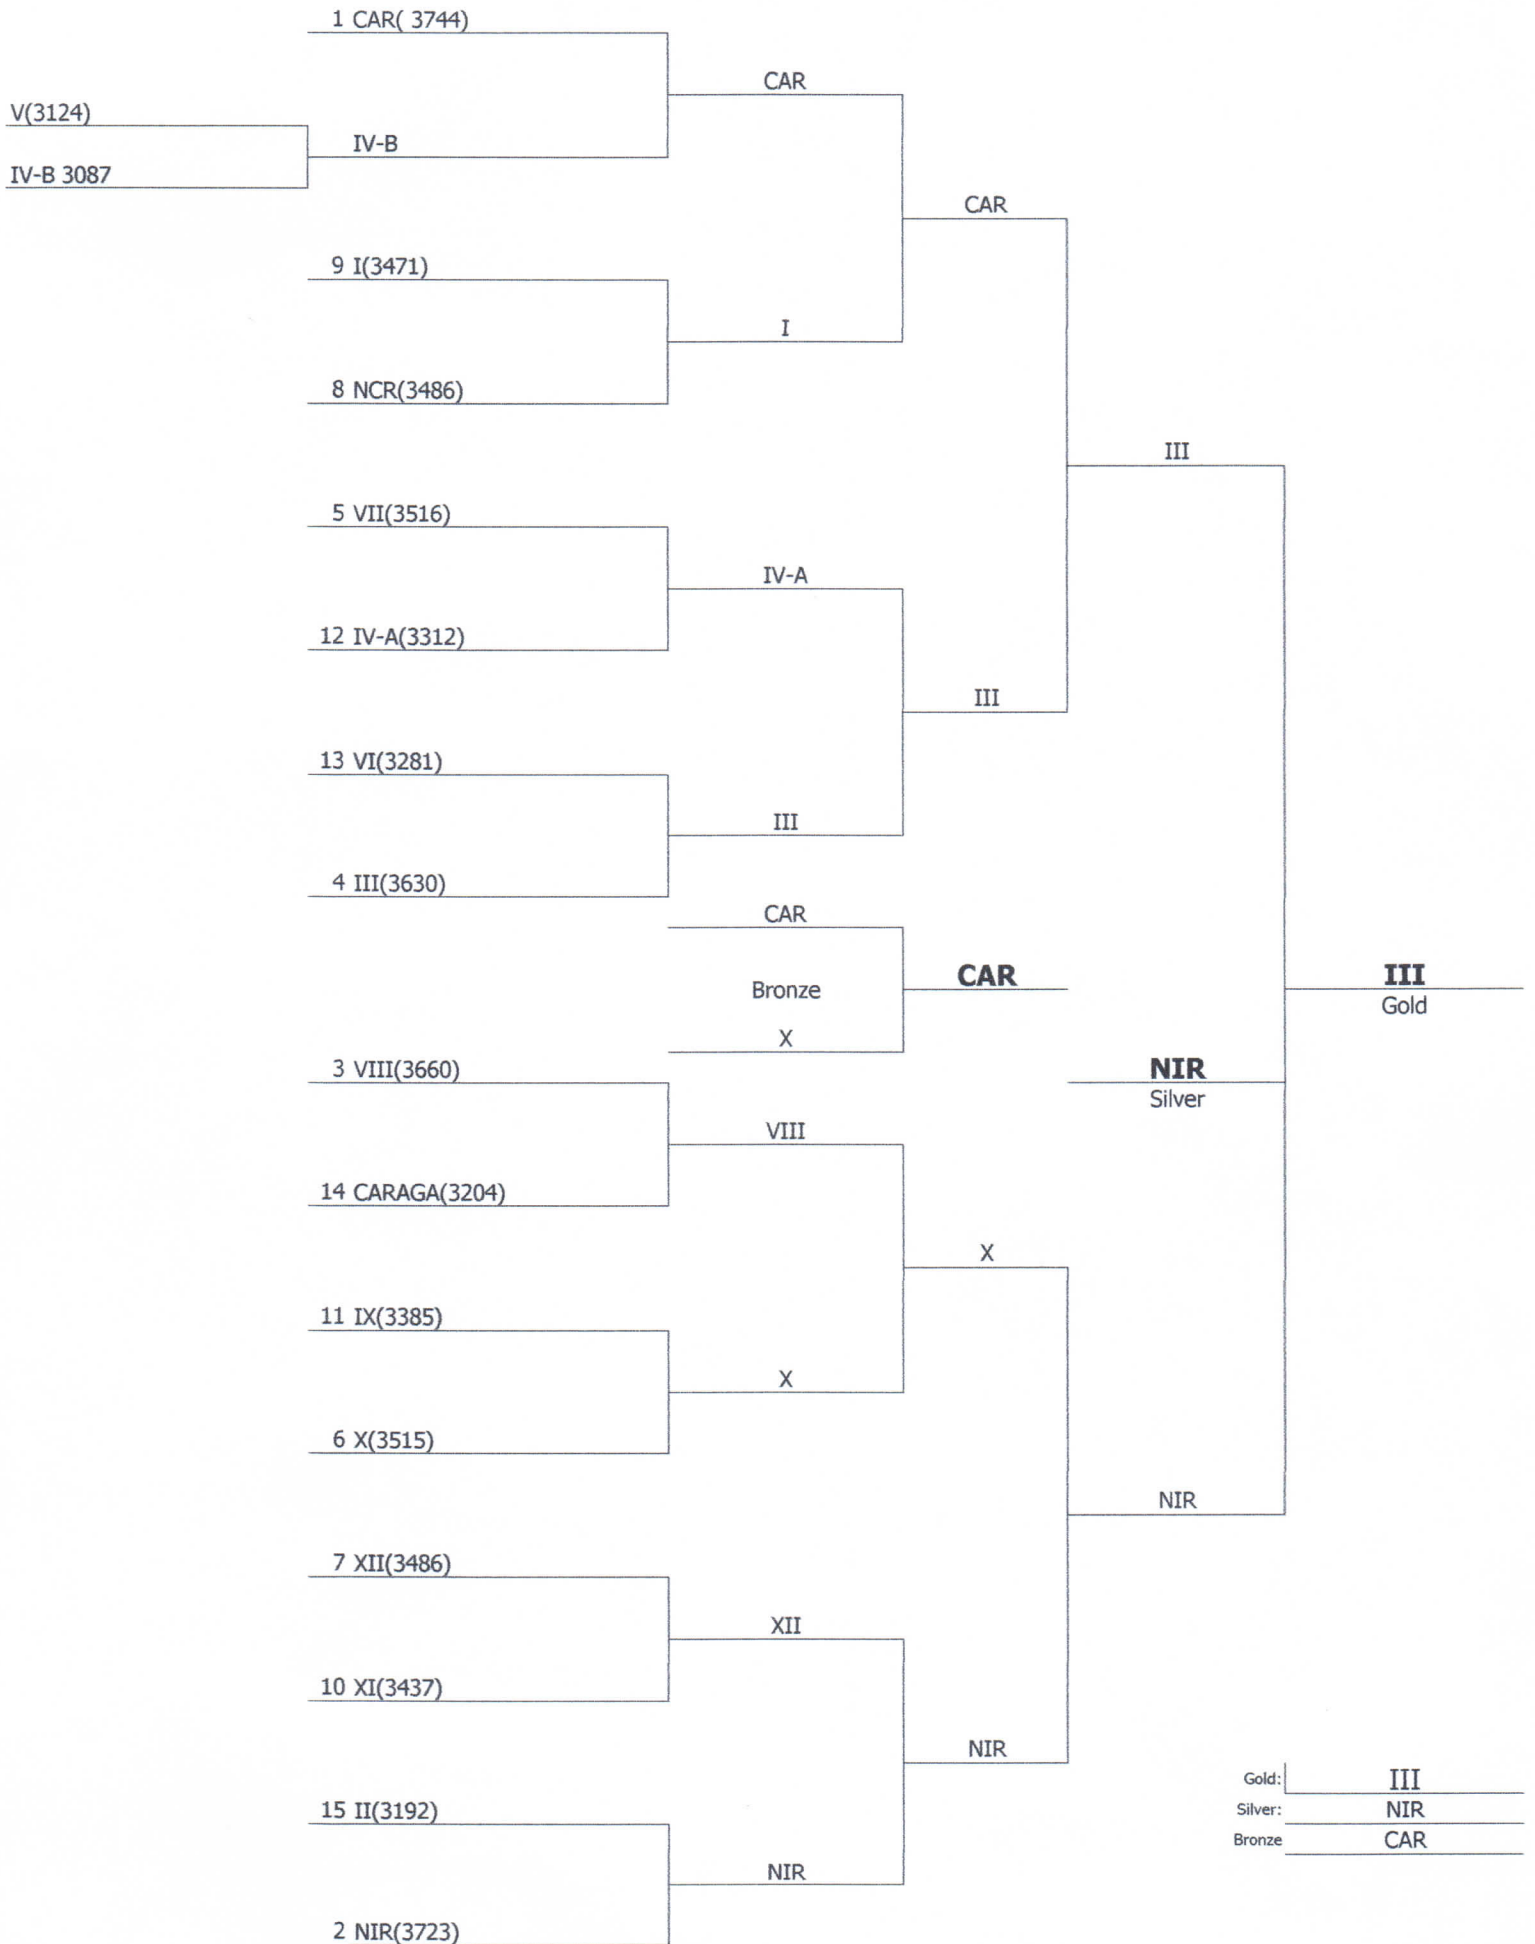 1 CAR( 3744)
CAR
V(3124)
IV-B
IV-B 3087
CAR
9 I(3471)
I
8 NCR(3486)
III
5 VII(3516)
IV-A
12 IV-A(3312)
III
13 VI(3281)
III
4 III(3630)
CAR
CAR
III
Bronze
Gold
X
3 VIII(3660)
NIR
Silver
VIII
14 CARAGA(3204)
X
11 IX(3385)
X
6 X(3515)
NIR
7 XII(3486)
XII
10 XI(3437)
NIR
Gold: III
15 II(3192)
Silver: NIR
Bronze CAR
NIR
2 NIR(3723)